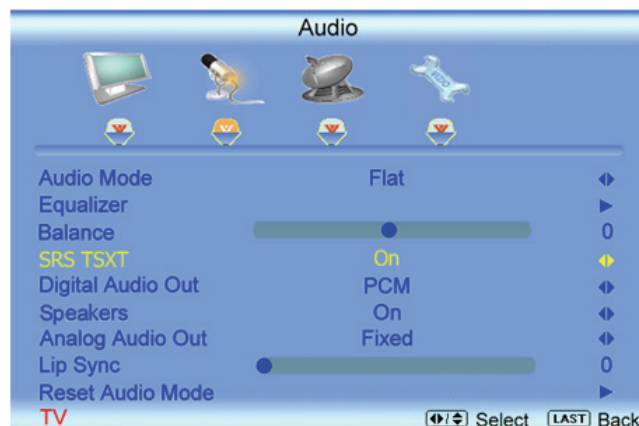 Audio
Audio Mode Flat
Equalizer
Balance 0
SRS TSXT On
Digital Audio Out PCM
Speakers On
Analog Audio Out Fixed
Lip Sync 0
Reset Audio Mode
TV Select LAST Back